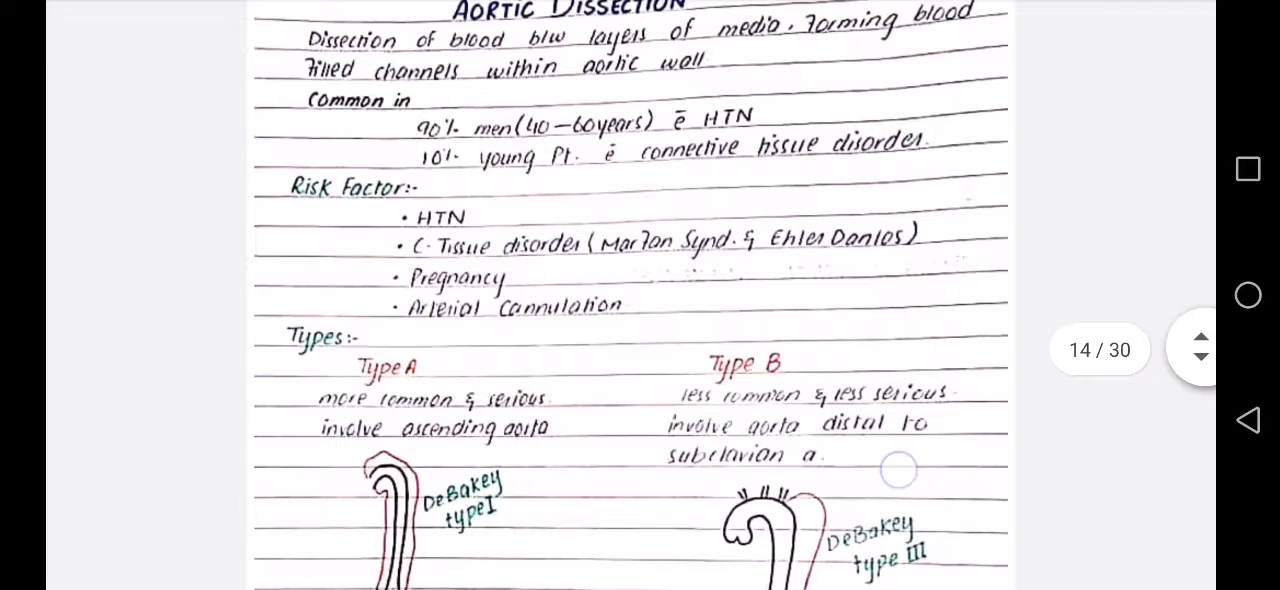 AORTIC DISSECTION
Dissection of blood b/w layers of media. Forming blood
filled channels within aortic wall
Common in
90% men (40-60years) ē HTN
10% young Pt. ē connective tissue disorder.
Risk Factor:-
• HTN
• C. Tissue disorder (Marfan Synd. & Ehler Danlos)
• Pregnancy
• Arterial Cannulation
Types:-
Type A Type B
more common & serious. less common & less serious.
involve ascending aorta involve aorta distal to
subclavian a.
DeBakey
type I
DeBakey
type III
14 / 30